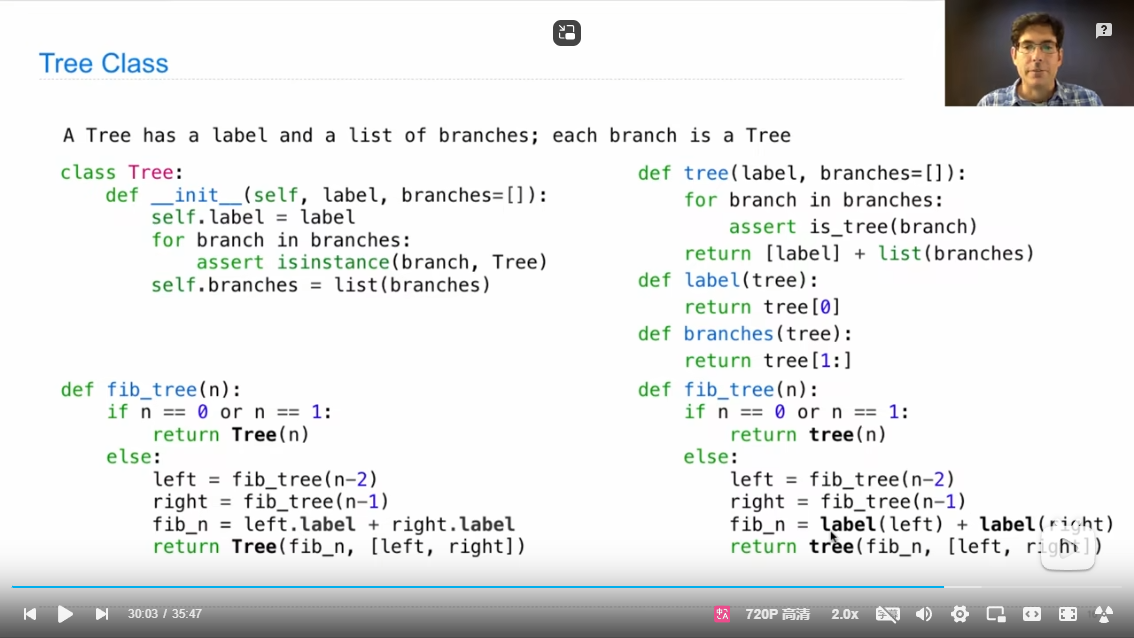 Tree Class
A Tree has a label and a list of branches; each branch is a Tree
class Tree:
def __init__(self, label, branches=[]):
self.label = label
for branch in branches:
assert isinstance(branch, Tree)
self.branches = list(branches)
def fib_tree(n):
if n == 0 or n == 1:
return Tree(n)
else:
left = fib_tree(n-2)
right = fib_tree(n-1)
fib_n = left.label + right.label
return Tree(fib_n, [left, right])
def tree(label, branches=[]):
for branch in branches:
assert is_tree(branch)
return [label] + list(branches)
def label(tree):
return tree[0]
def branches(tree):
return tree[1:]
def fib_tree(n):
if n == 0 or n == 1:
return tree(n)
else:
left = fib_tree(n-2)
right = fib_tree(n-1)
fib_n = label(left) + label(right)
return tree(fib_n, [left, right])
30:03 / 35:47
720P 高清
2.0x